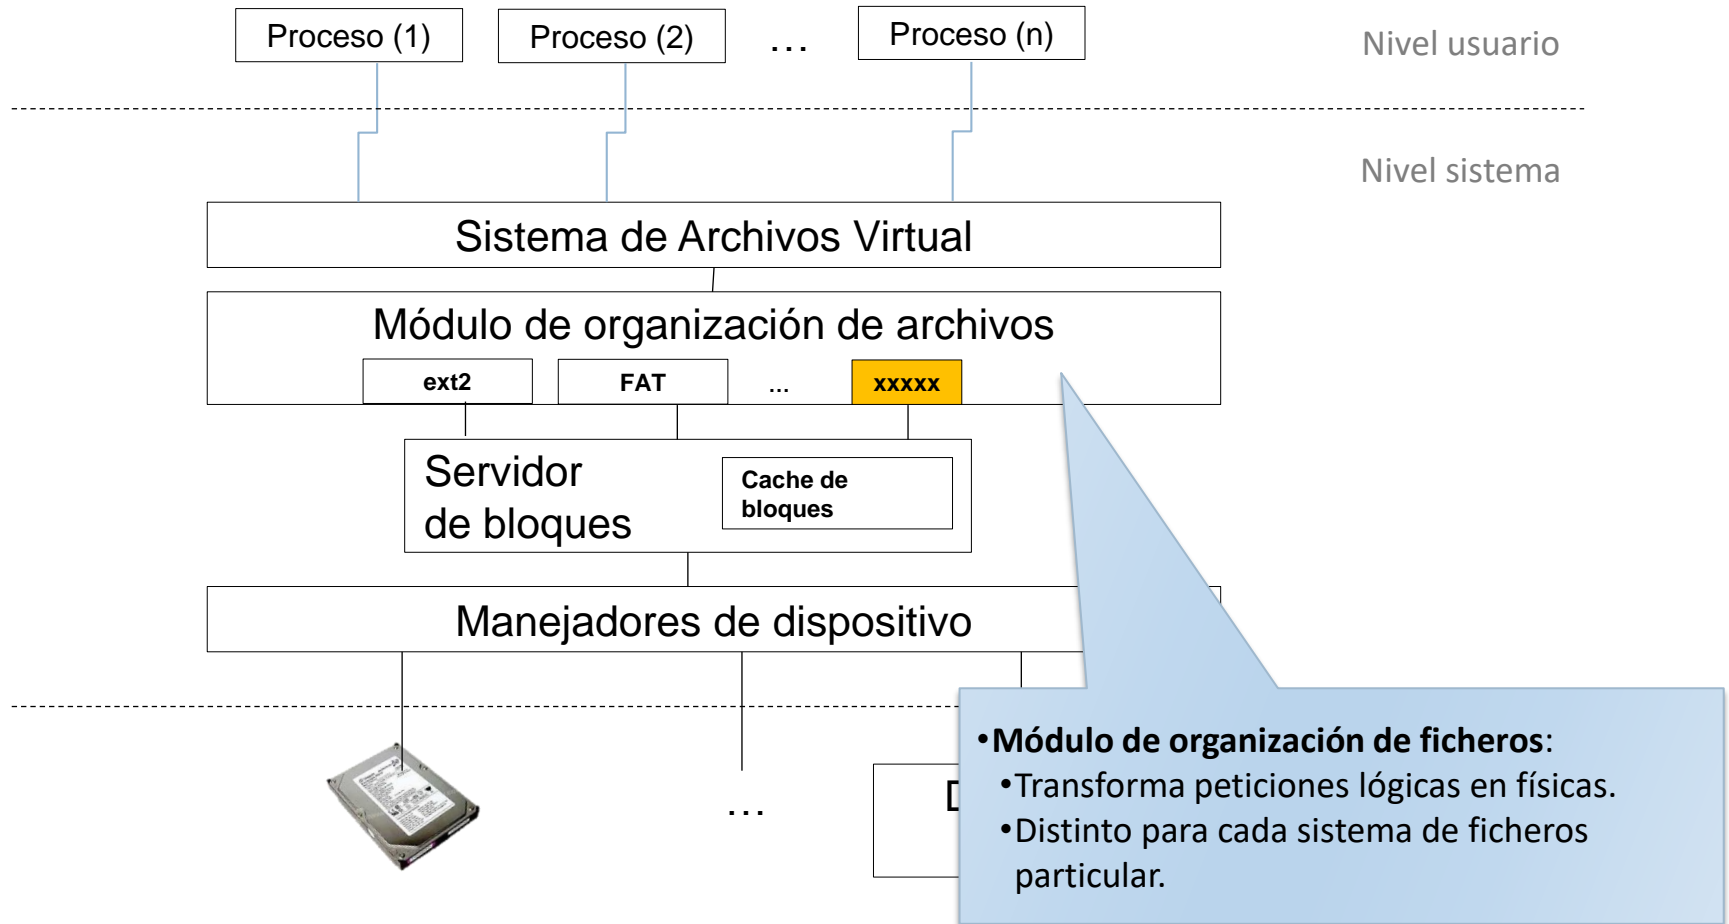 Proceso (1)
Proceso (2)
...
Proceso (n)
Nivel usuario
Nivel sistema
Sistema de Archivos Virtual
Módulo de organización de archivos
ext2
FAT
...
xxxxx
Servidor
de bloques
Cache de
bloques
Manejadores de dispositivo
...
•Módulo de organización de ficheros:
•Transforma peticiones lógicas en físicas.
•Distinto para cada sistema de ficheros
particular.